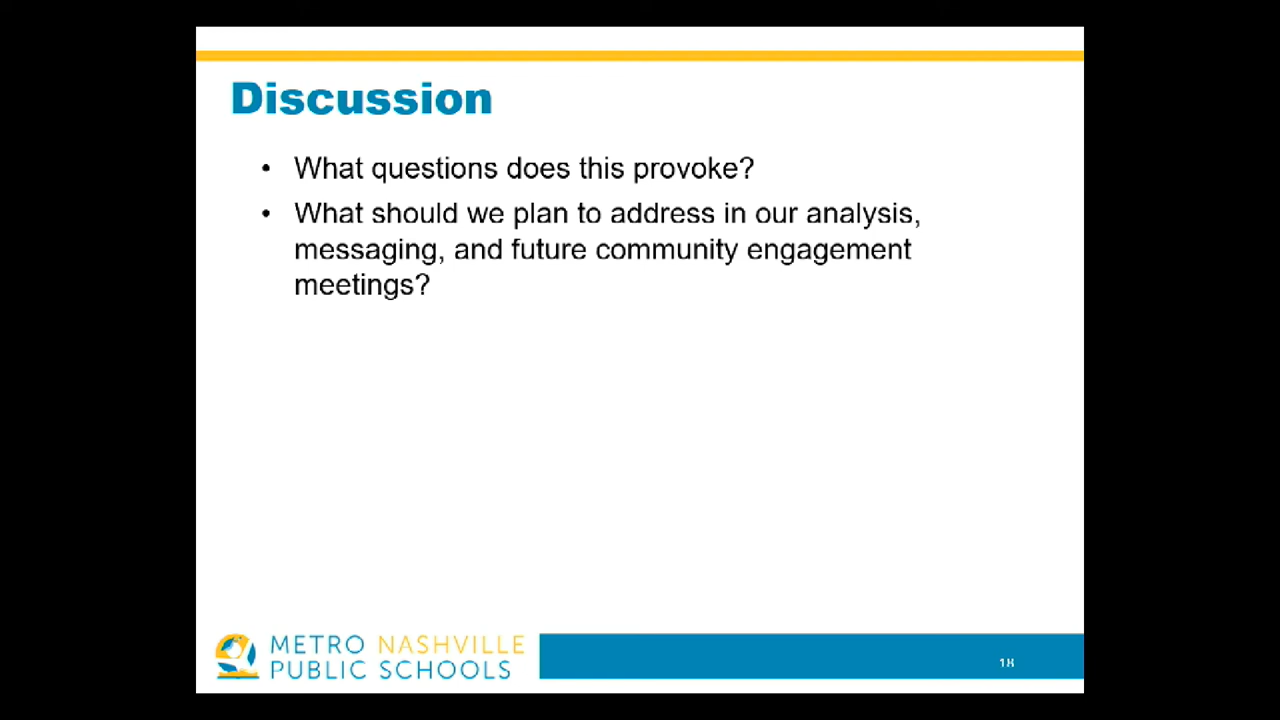 Discussion
• What questions does this provoke?
• What should we plan to address in our analysis,
messaging, and future community engagement
meetings?
METRO NASHVILLE
PUBLIC SCHOOLS
18